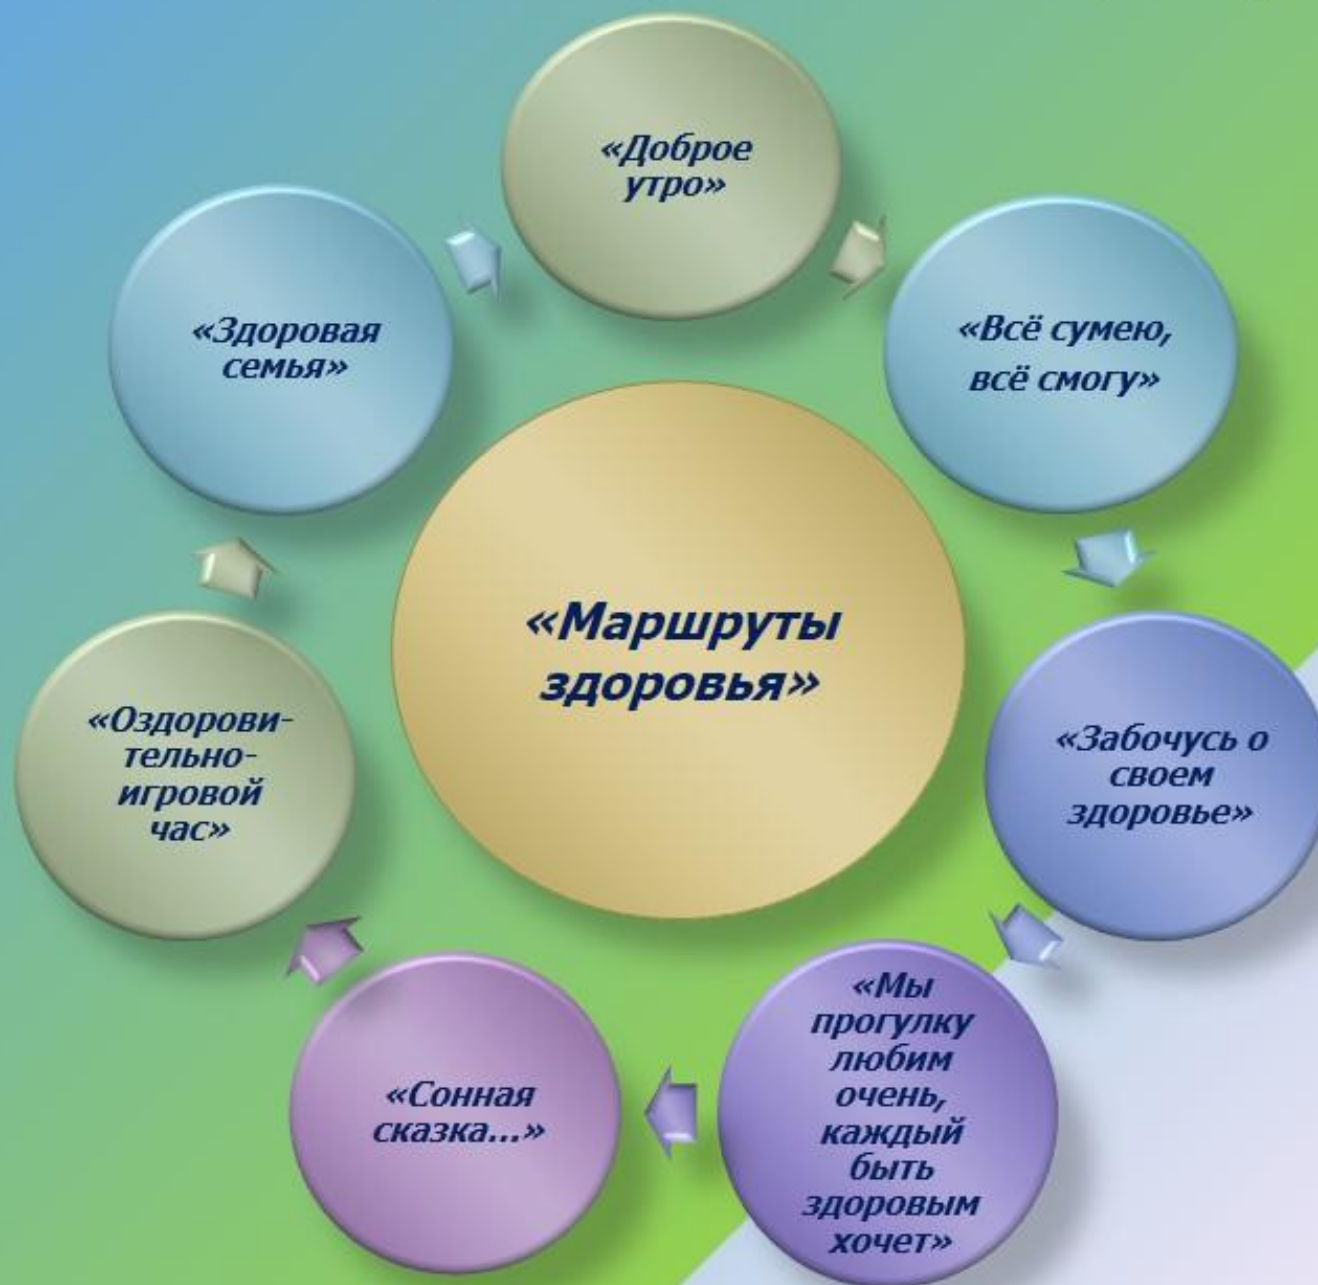 «Доброе
утро»
«Всё сумею,
всё смогу»
«Забочусь о
своем
здоровье»
«Мы
прогулку
любим
очень,
каждый
быть
здоровым
хочет»
«Сонная
сказка...»
«Оздорови-
тельно-
игровой
час»
«Здоровая
семья»
«Маршруты
здоровья»